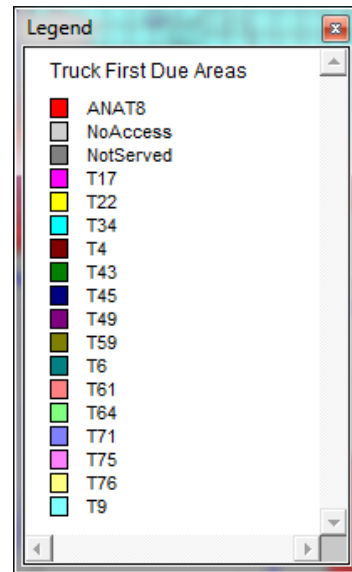 Legend
Truck First Due Areas
ANAT8
NoAccess
NotServed
T17
T22
T34
T4
T43
T45
T49
T59
T6
T61
T64
T71
T75
T76
T9